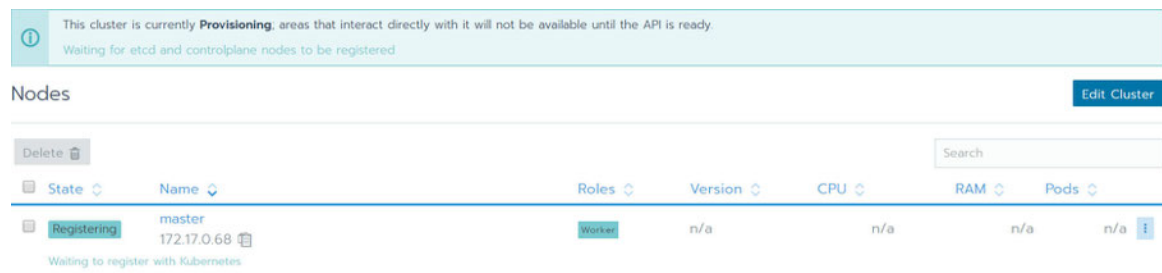 This cluster is currently Provisioning; areas that interact directly with it will not be available until the API is ready.
Waiting for etcd and controlplane nodes to be registered
Nodes
Edit Cluster
Delete
Search
State Name Roles Version CPU RAM Pods
Registering master Worker n/a n/a n/a n/a
172.17.0.68
Waiting to register with Kubernetes